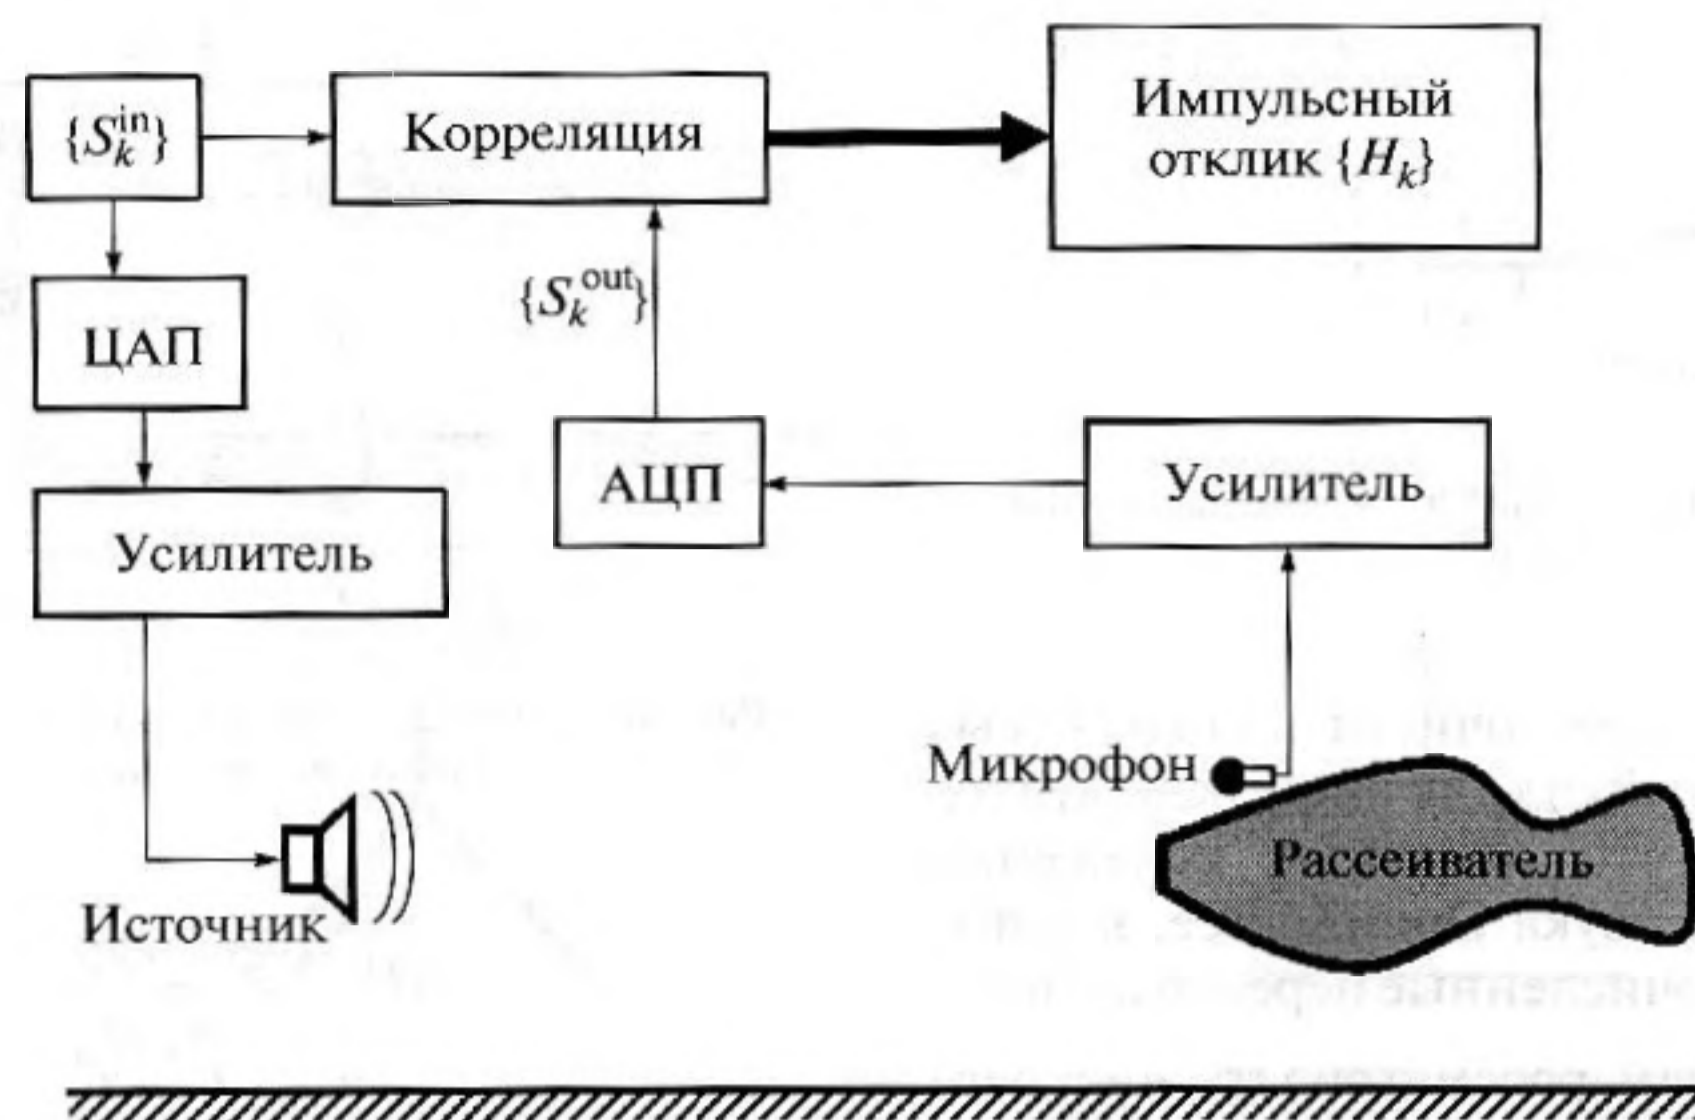 {S_k^in}
Корреляция
Импульсный
отклик {H_k}
ЦАП
{S_k^out}
АЦП
Усилитель
Усилитель
Микрофон
Рассеиватель
Источник